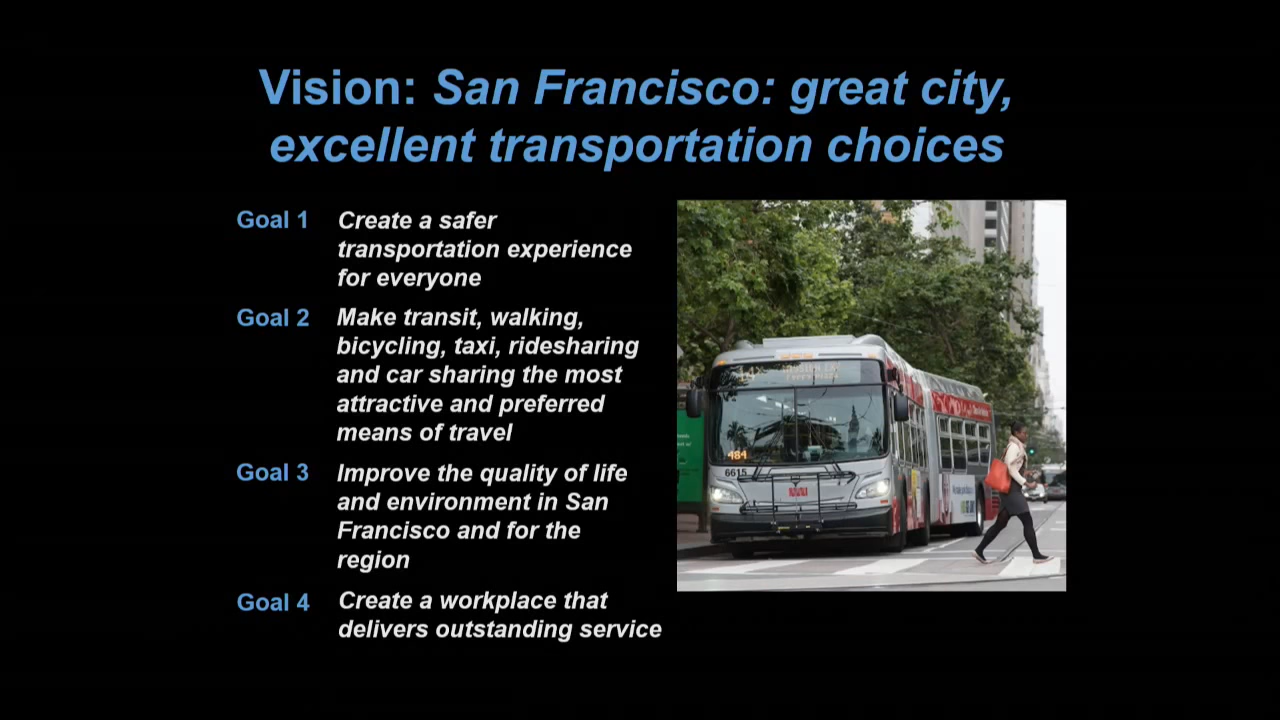 Vision: San Francisco: great city,
excellent transportation choices
Goal 1
Create a safer
transportation experience
for everyone
Goal 2
Make transit, walking,
bicycling, taxi, ridesharing
and car sharing the most
attractive and preferred
means of travel
Goal 3
Improve the quality of life
and environment in San
Francisco and for the
region
Goal 4
Create a workplace that
delivers outstanding service
484
6615